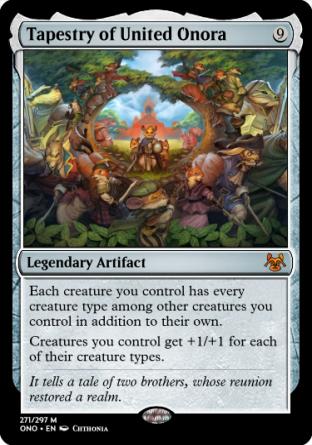 Tapestry of United Onora 9
Legendary Artifact
Each creature you control has every
creature type among other creatures you
control in addition to their own.
Creatures you control get +1/+1 for each
of their creature types.
It tells a tale of two brothers, whose reunion
restored a realm.
271/297 M
ONO • EN Chthonia